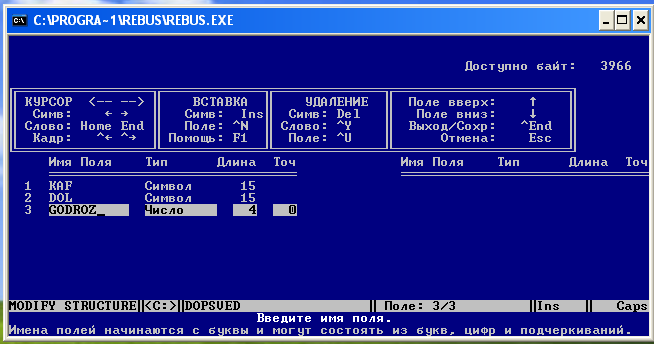 C:\PROGRA~1\REBUS\REBUS.EXE
Доступно байт: 3966
КУРСОР <-- --> ВСТАВКА УДАЛЕНИЕ Поле вверх: ↑
Симв: ← → Симв: Ins Симв: Del Поле вниз: ↓
Слово: Home End Поле: ^N Слово: ^Y Выход/Сохр: ^End
Кадр: ^← ^→ Помощь: F1 Поле: ^U Отмена: Esc
Имя Поля Тип Длина Точ Имя Поля Тип Длина Точ
1 KAF Символ 15
2 DOL Символ 15
3 GODROZ_ Число 4 0
MODIFY STRUCTURE <C:> DOPSVED Поле: 3/3 Ins Caps
Введите имя поля.
Имена полей начинаются с буквы и могут состоять из букв, цифр и подчеркиваний.